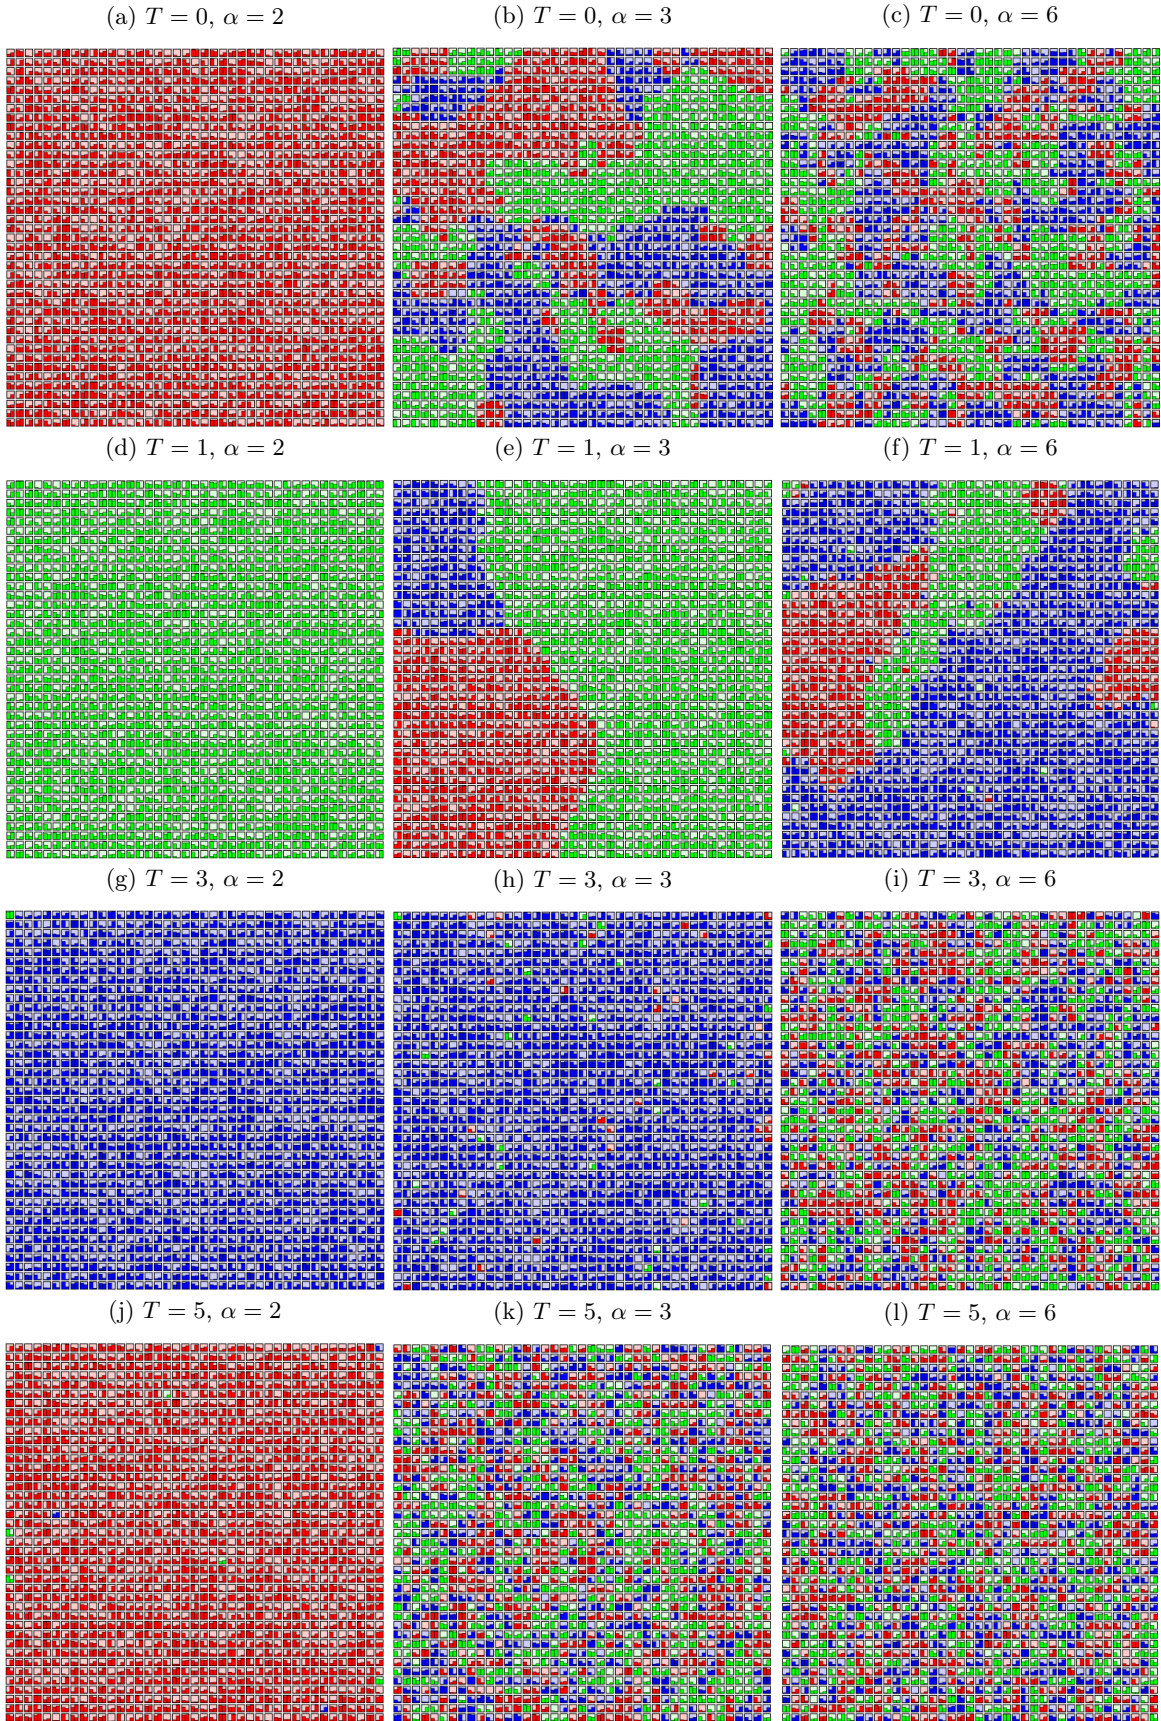 (a) T = 0, α = 2
(b) T = 0, α = 3
(c) T = 0, α = 6
(d) T = 1, α = 2
(e) T = 1, α = 3
(f) T = 1, α = 6
(g) T = 3, α = 2
(h) T = 3, α = 3
(i) T = 3, α = 6
(j) T = 5, α = 2
(k) T = 5, α = 3
(l) T = 5, α = 6